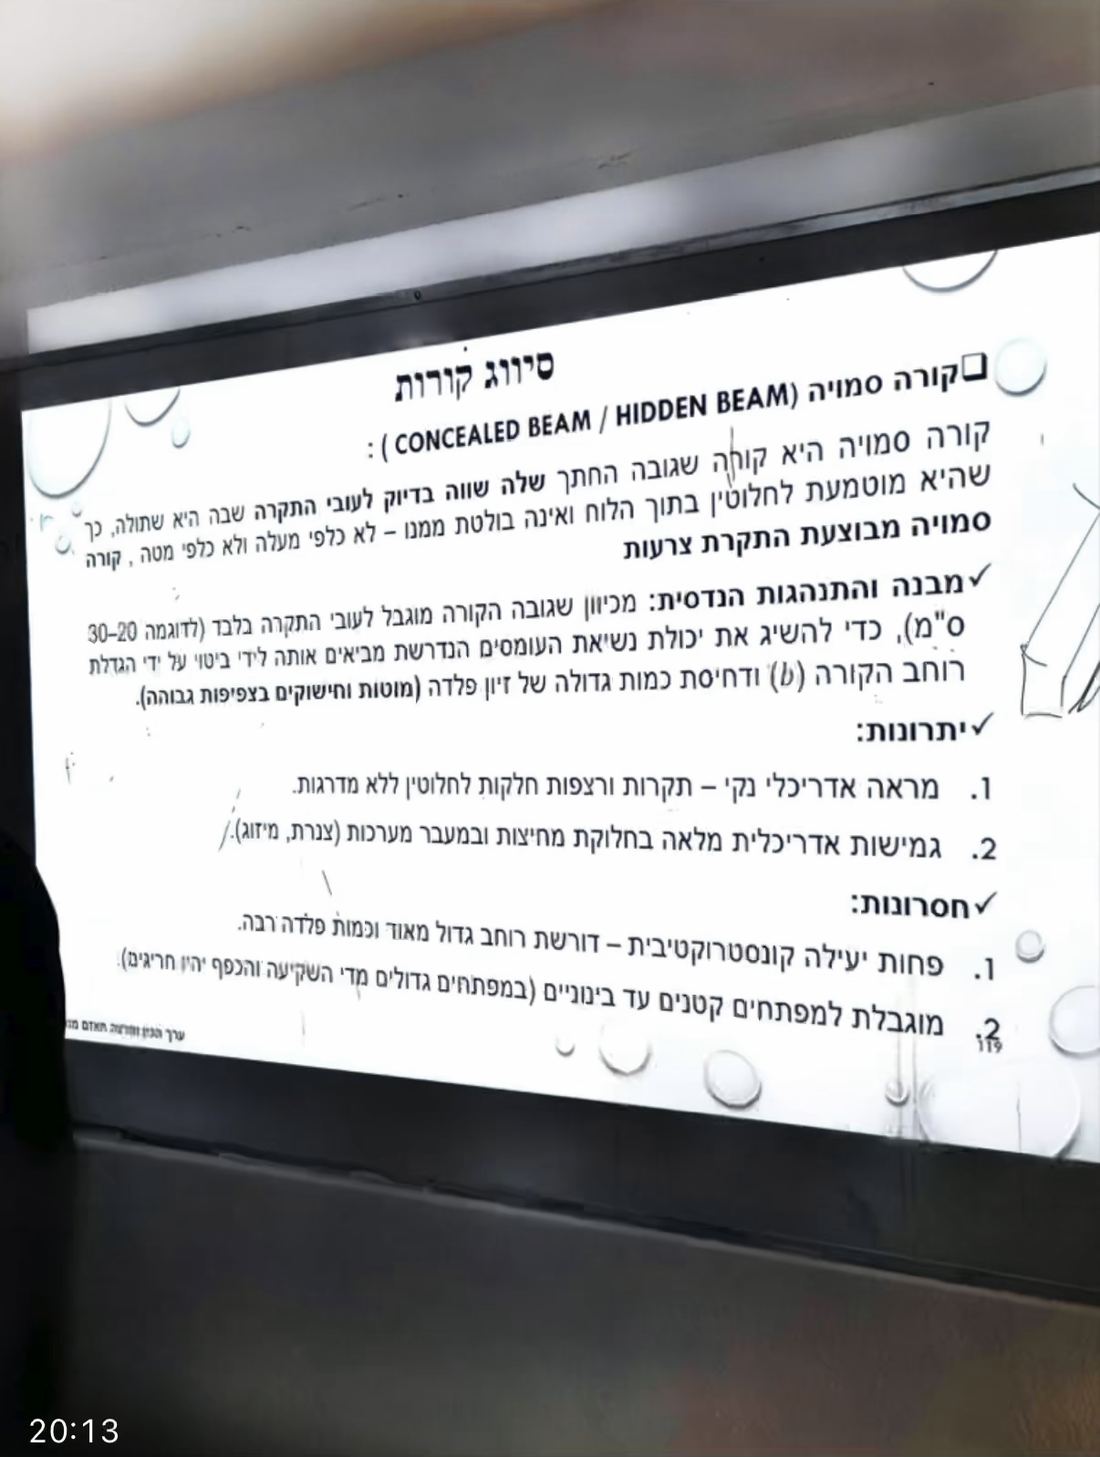 סיווג קורות
קורה סמויה (CONCEALED BEAM / HIDDEN BEAM ) :
קורה סמויה היא קורה שגובה החתך שלה שווה בדיוק לעובי התקרה שבה היא שתולה, כך
שהיא מוטמעת לחלוטין בתוך הלוח ואינה בולטת ממנו – לא כלפי מעלה ולא כלפי מטה , קורה
סמויה מבוצעת התקרת צרעות
✓מבנה והתנהגות הנדסית: מכיוון שגובה הקורה מוגבל לעובי התקרה בלבד (לדוגמה 20–30
ס"מ), כדי להשיג את יכולת נשיאת העומסים הנדרשת מביאים אותה לידי ביטוי על ידי הגדלת
רוחב הקורה (b) ודחיסת כמות גדולה של זיון פלדה (מוטות וחישוקים בצפיפות גבוהה).
✓יתרונות:
1. מראה אדריכלי נקי – תקרות ורצפות חלקות לחלוטין ללא מדרגות.
2. גמישות אדריכלית מלאה בחלוקת מחיצות ובמעבר מערכות (צנרת, מיזוג).
✓חסרונות:
1. פחות יעילה קונסטרוקטיבית – דורשת רוחב גדול מאוד וכמות פלדה רבה.
2. מוגבלת למפתחים קטנים עד בינוניים (במפתחים גדולים מדי השקיעה והכפף יהיו חריגים).
119
ערך
20:13